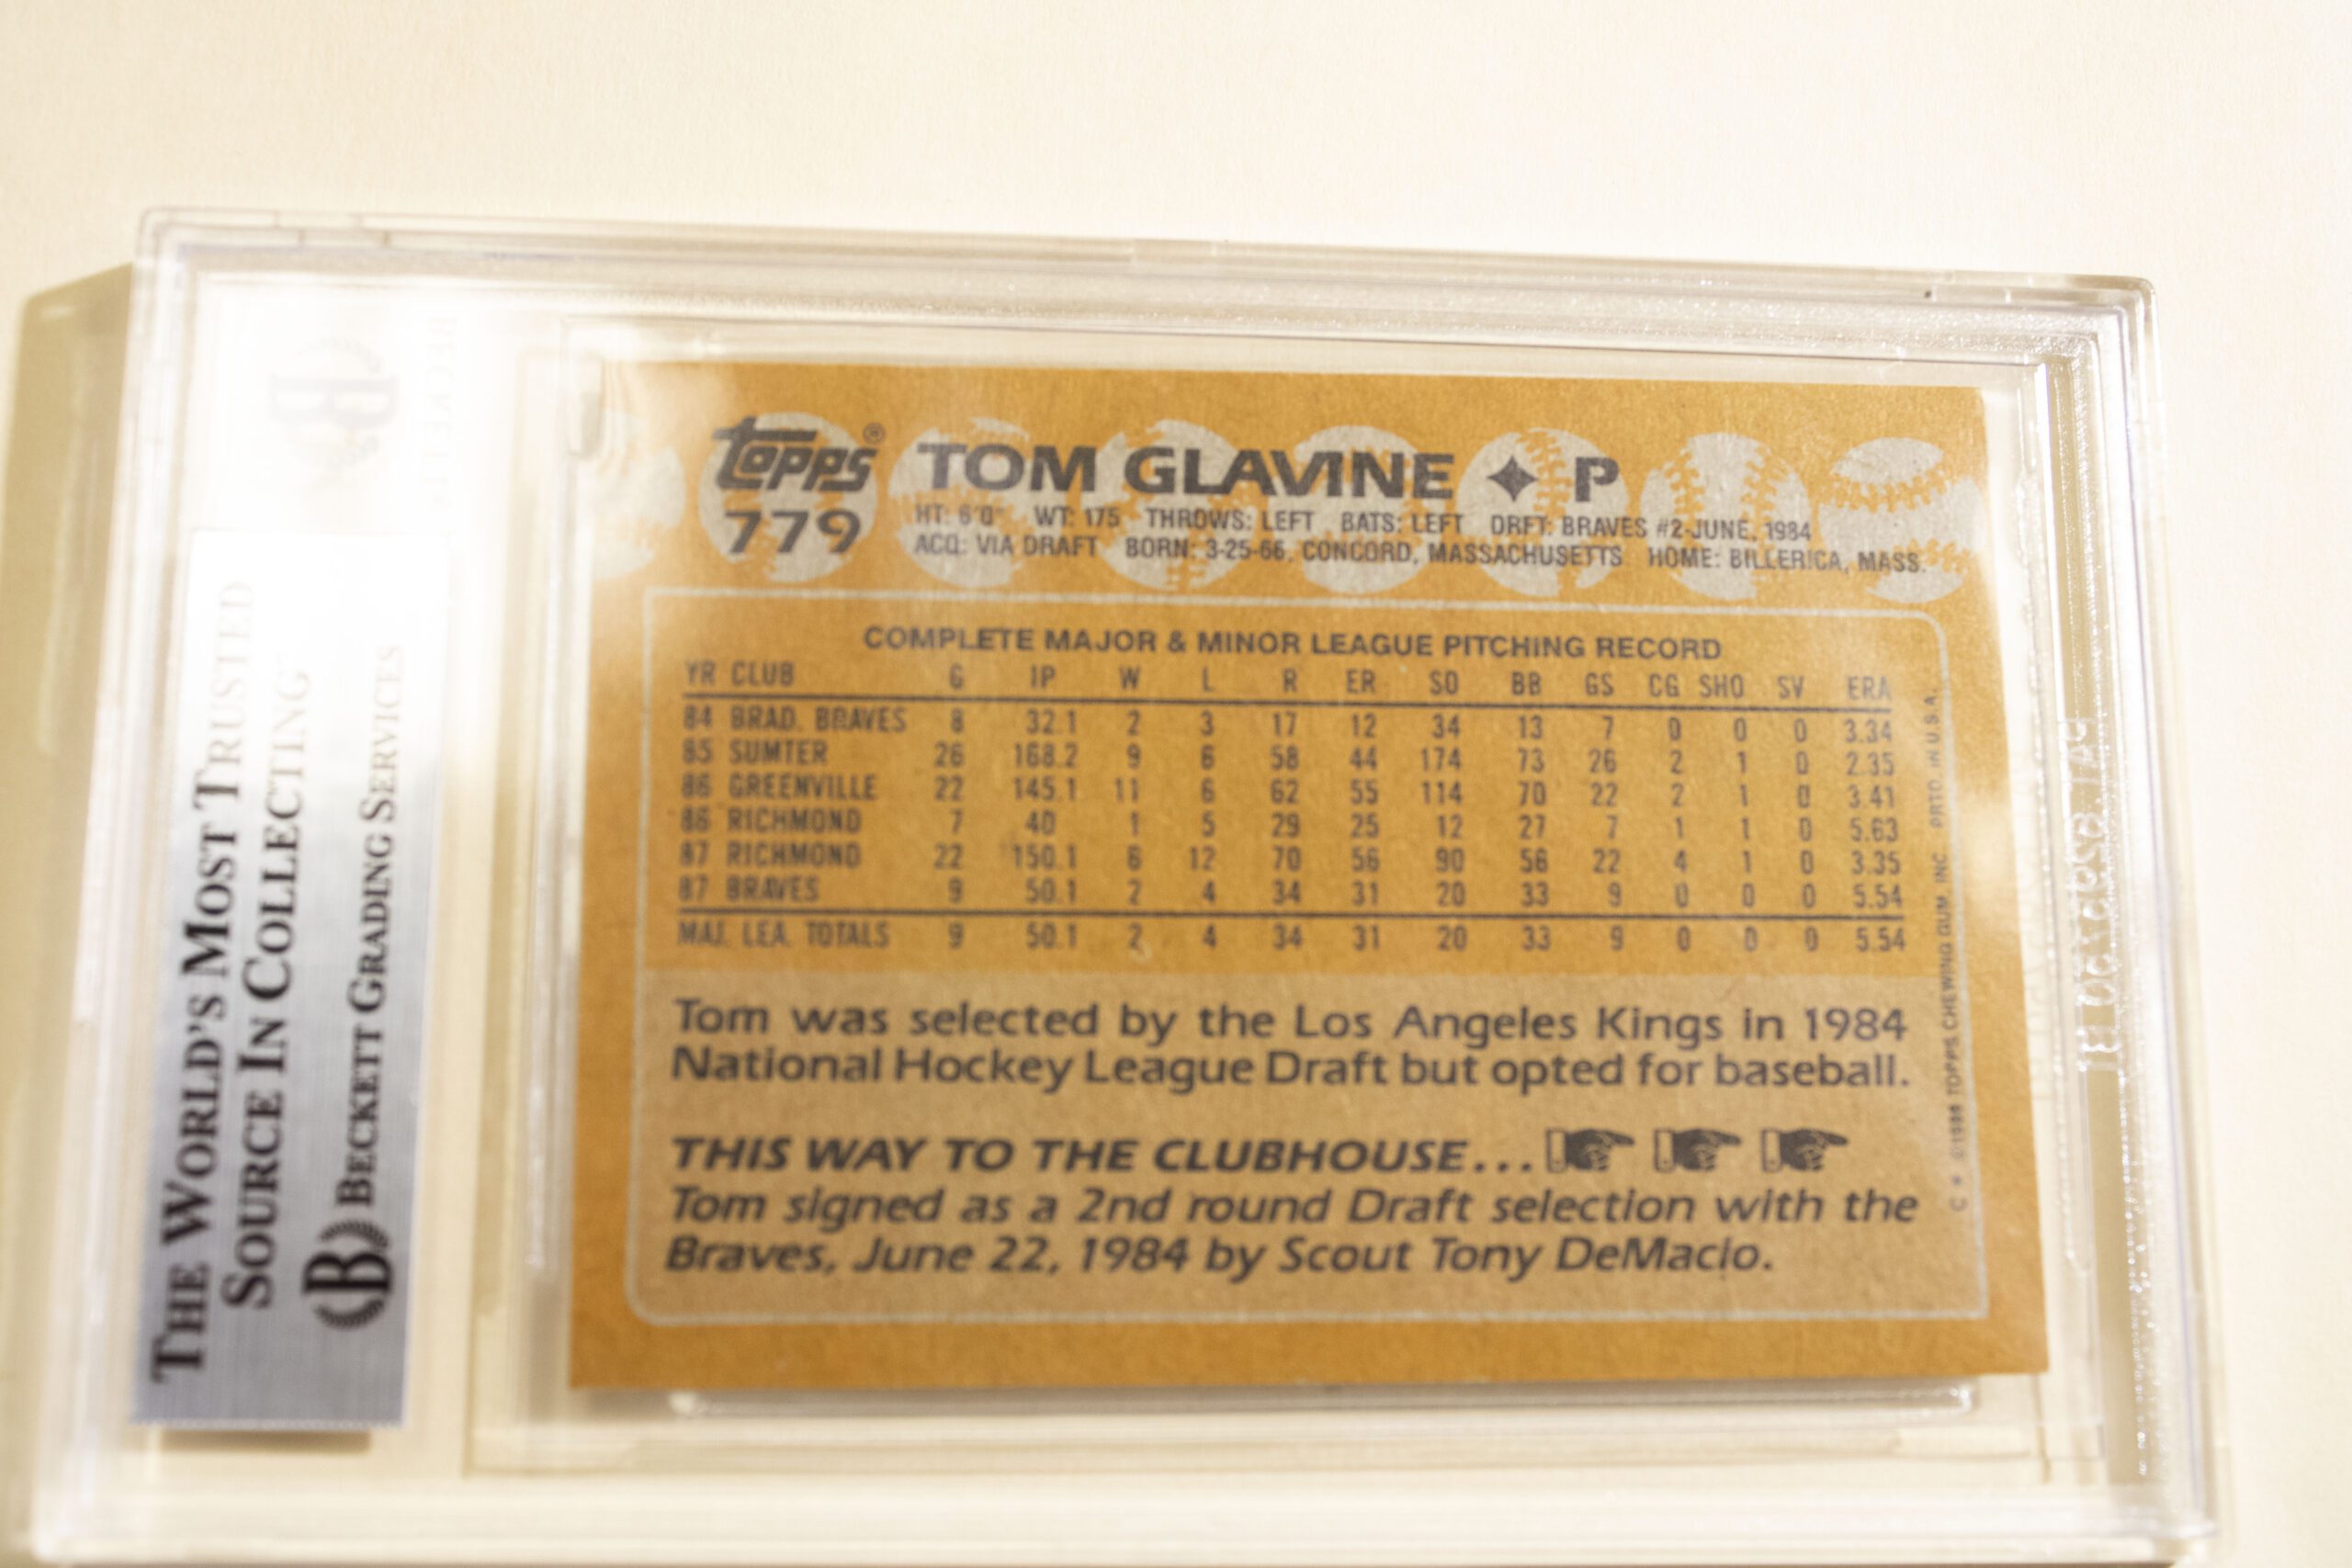 THE WORLD'S MOST TRUSTED
SOURCE IN COLLECTING
BECKETT GRADING SERVICES
topps® TOM GLAVINE ✦ P
779 HT: 6'0" WT: 175 THROWS: LEFT BATS: LEFT DRFT: BRAVES #2-JUNE, 1984
ACQ: VIA DRAFT BORN: 3-25-66, CONCORD, MASSACHUSETTS HOME: BILLERICA, MASS.
COMPLETE MAJOR & MINOR LEAGUE PITCHING RECORD
YR CLUB G IP W L R ER SO BB GS CG SHO SV ERA
84 BRAD. BRAVES 8 32.1 2 3 17 12 34 13 7 0 0 0 3.34
85 SUMTER 26 168.2 9 6 58 44 174 73 26 2 1 0 2.35
86 GREENVILLE 22 145.1 11 6 62 55 114 70 22 2 1 0 3.41
86 RICHMOND 7 40 1 5 29 25 12 27 7 1 1 0 5.63
87 RICHMOND 22 150.1 6 12 70 56 90 56 22 4 1 0 3.35
87 BRAVES 9 50.1 2 4 34 31 20 33 9 0 0 0 5.54
MAJ. LEA. TOTALS 9 50.1 2 4 34 31 20 33 9 0 0 0 5.54
Tom was selected by the Los Angeles Kings in 1984
National Hockey League Draft but opted for baseball.
THIS WAY TO THE CLUBHOUSE...
Tom signed as a 2nd round Draft selection with the
Braves, June 22, 1984 by Scout Tony DeMacio.
C * ©1988 TOPPS CHEWING GUM, INC. PRTD. IN U.S.A.